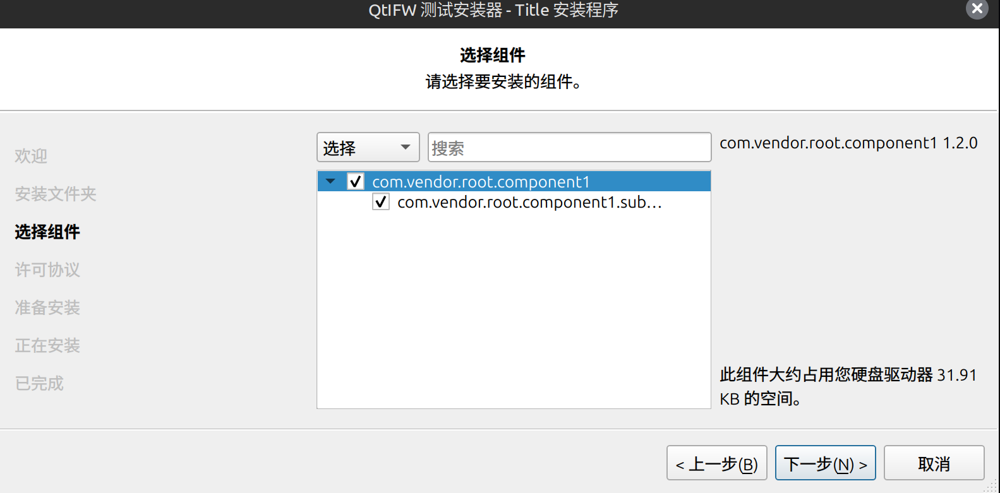 QtIFW 测试安装器 - Title 安装程序
选择组件
请选择要安装的组件。
欢迎
安装文件夹
选择组件
许可协议
准备安装
正在安装
已完成
选择
搜索
com.vendor.root.component1
com.vendor.root.component1.sub...
com.vendor.root.component1 1.2.0
此组件大约占用您硬盘驱动器 31.91
KB 的空间。
< 上一步(B)
下一步(N) >
取消